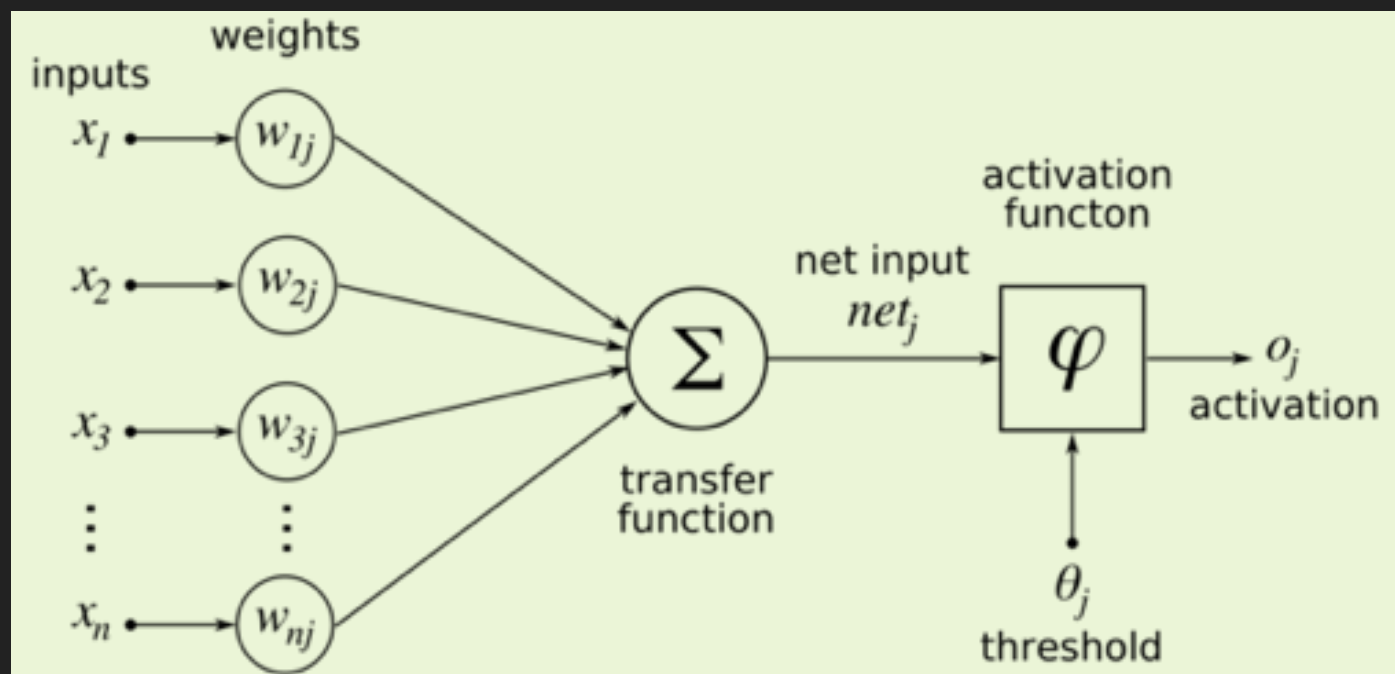 weights
inputs
x₁ w₁ⱼ
x₂ w₂ⱼ
x₃ w₃ⱼ
⋮ ⋮
xₙ wₙⱼ
Σ
transfer
function
net input
netⱼ
activation
functon
φ
oⱼ
activation
θⱼ
threshold